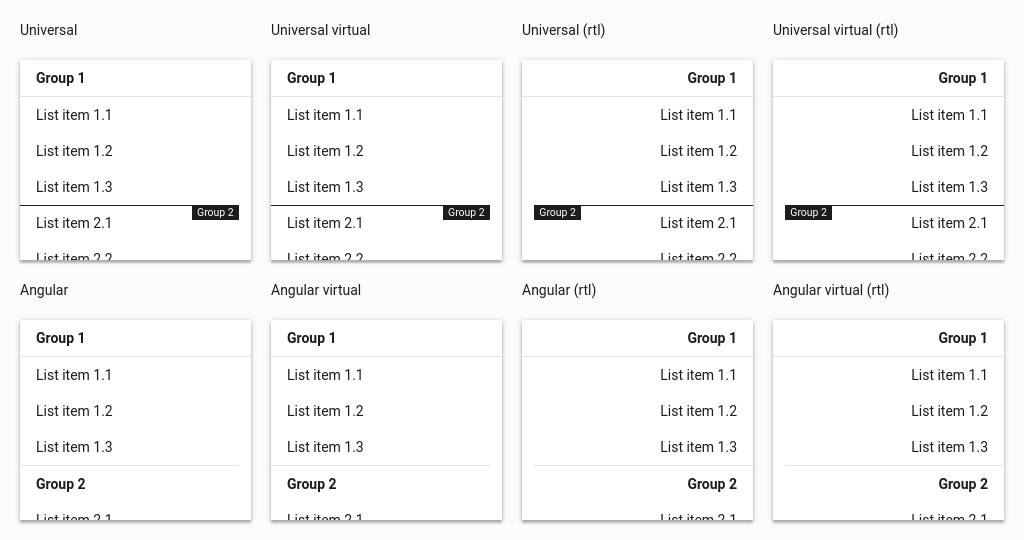 Universal
Universal virtual
Universal (rtl)
Universal virtual (rtl)
Group 1
Group 1
Group 1
Group 1
List item 1.1
List item 1.1
List item 1.1
List item 1.1
List item 1.2
List item 1.2
List item 1.2
List item 1.2
List item 1.3
List item 1.3
List item 1.3
List item 1.3
Group 2
Group 2
Group 2
Group 2
List item 2.1
List item 2.1
List item 2.1
List item 2.1
List item 2.2
List item 2.2
List item 2.2
List item 2.2
Angular
Angular virtual
Angular (rtl)
Angular virtual (rtl)
Group 1
Group 1
Group 1
Group 1
List item 1.1
List item 1.1
List item 1.1
List item 1.1
List item 1.2
List item 1.2
List item 1.2
List item 1.2
List item 1.3
List item 1.3
List item 1.3
List item 1.3
Group 2
Group 2
Group 2
Group 2
List item 2.1
List item 2.1
List item 2.1
List item 2.1